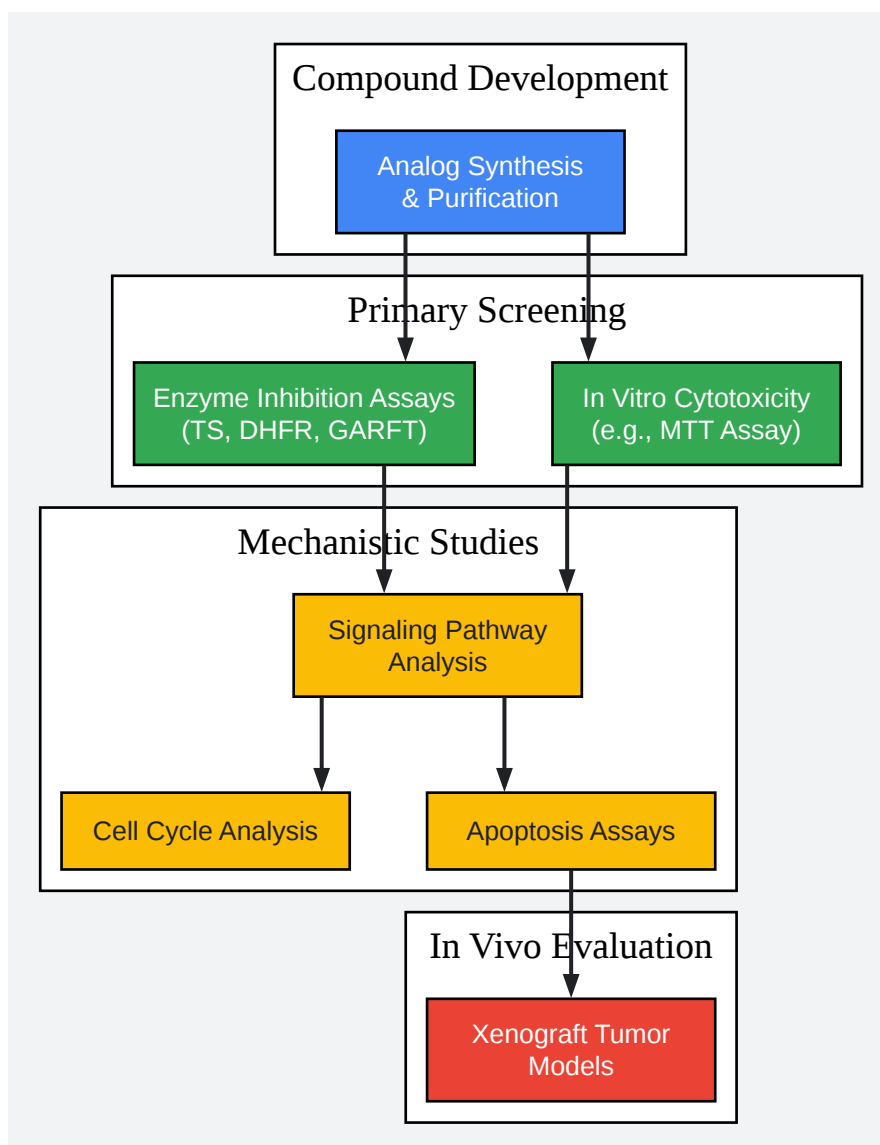 Compound Development
Analog Synthesis
& Purification
Primary Screening
Enzyme Inhibition Assays
(TS, DHFR, GARFT)
In Vitro Cytotoxicity
(e.g., MTT Assay)
Mechanistic Studies
Signaling Pathway
Analysis
Cell Cycle Analysis
Apoptosis Assays
In Vivo Evaluation
Xenograft Tumor
Models